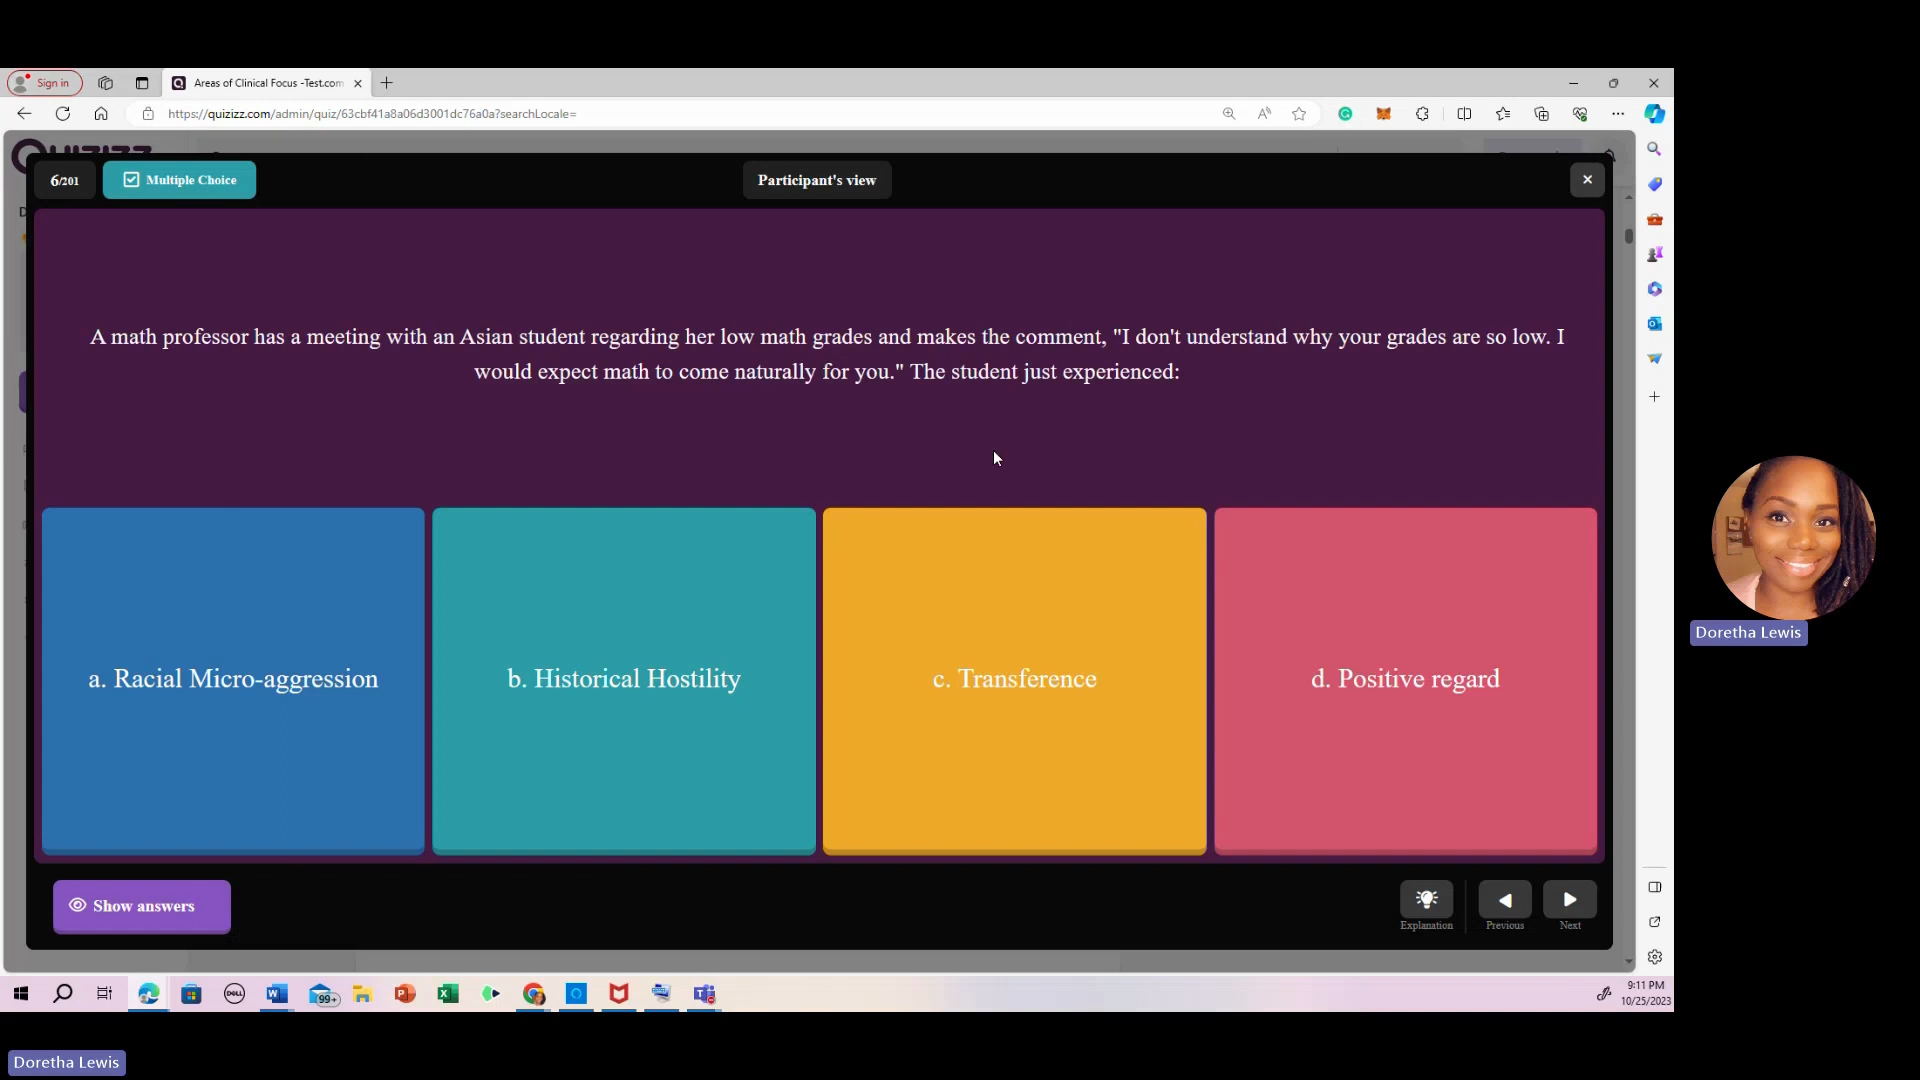 Sign in
Areas of Clinical Focus -Test.com
https://quizizz.com/admin/quiz/63cbf41a8a06d3001dc76a0a?searchLocale=
6/201
Multiple Choice
Participant's view
A math professor has a meeting with an Asian student regarding her low math grades and makes the comment, "I don't understand why your grades are so low. I
would expect math to come naturally for you." The student just experienced:
a. Racial Micro-aggression
b. Historical Hostility
c. Transference
d. Positive regard
Show answers
Explanation
Previous
Next
Doretha Lewis
DELL
99+
9:11 PM
10/25/2023
Doretha Lewis